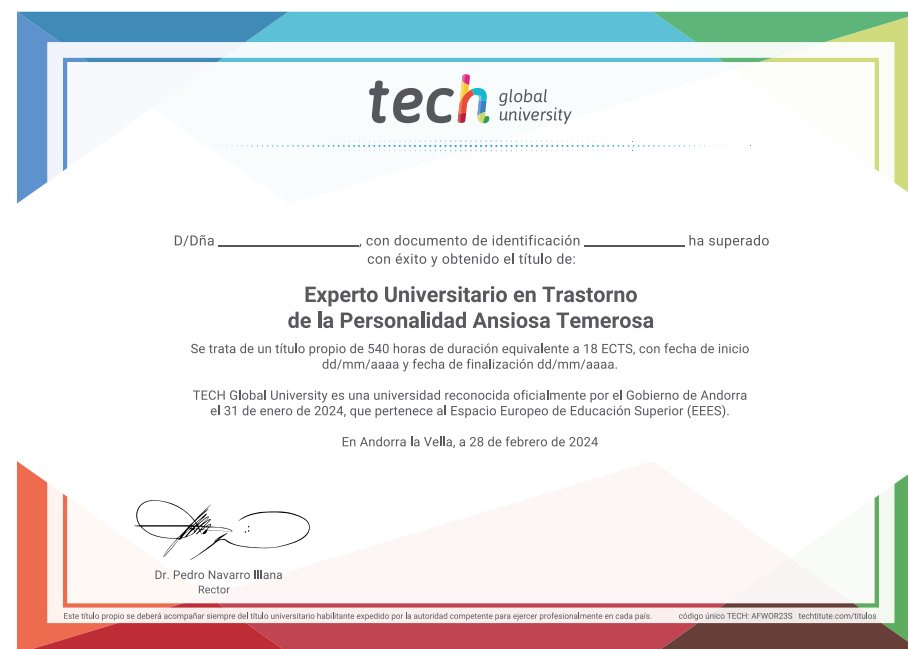 tech global university
D/Dña ____________________, con documento de identificación ______________ ha superado
con éxito y obtenido el título de:
Experto Universitario en Trastorno
de la Personalidad Ansiosa Temerosa
Se trata de un título propio de 540 horas de duración equivalente a 18 ECTS, con fecha de inicio
dd/mm/aaaa y fecha de finalización dd/mm/aaaa.
TECH Global University es una universidad reconocida oficialmente por el Gobierno de Andorra
el 31 de enero de 2024, que pertenece al Espacio Europeo de Educación Superior (EEES).
En Andorra la Vella, a 28 de febrero de 2024
Dr. Pedro Navarro Illana
Rector
Este título propio se deberá acompañar siempre del título universitario habilitante expedido por la autoridad competente para ejercer profesionalmente en cada país. código único TECH: AFWOR23S techtitute.com/titulos